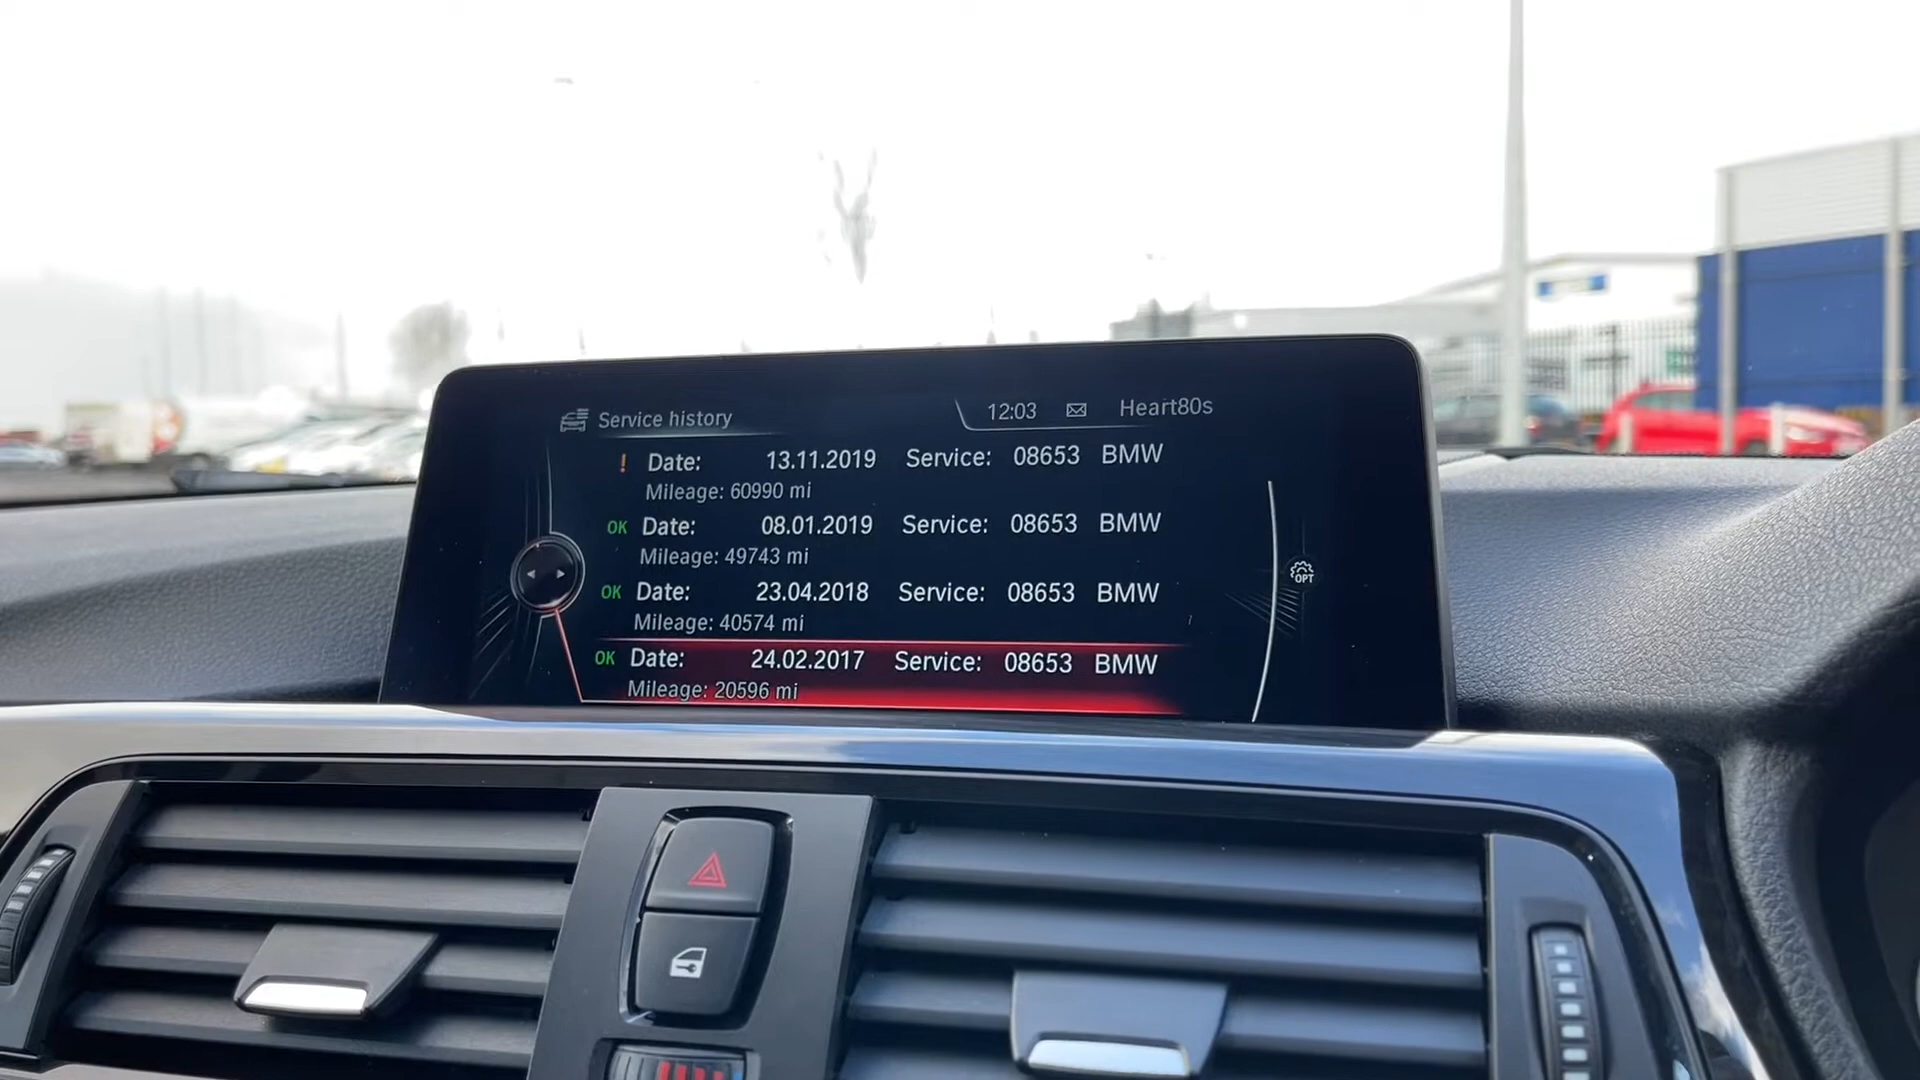 Service history 12:03 Heart80s
! Date: 13.11.2019 Service: 08653 BMW
Mileage: 60990 mi
OK Date: 08.01.2019 Service: 08653 BMW
Mileage: 49743 mi
OK Date: 23.04.2018 Service: 08653 BMW
Mileage: 40574 mi
OPT
OK Date: 24.02.2017 Service: 08653 BMW
Mileage: 20596 mi